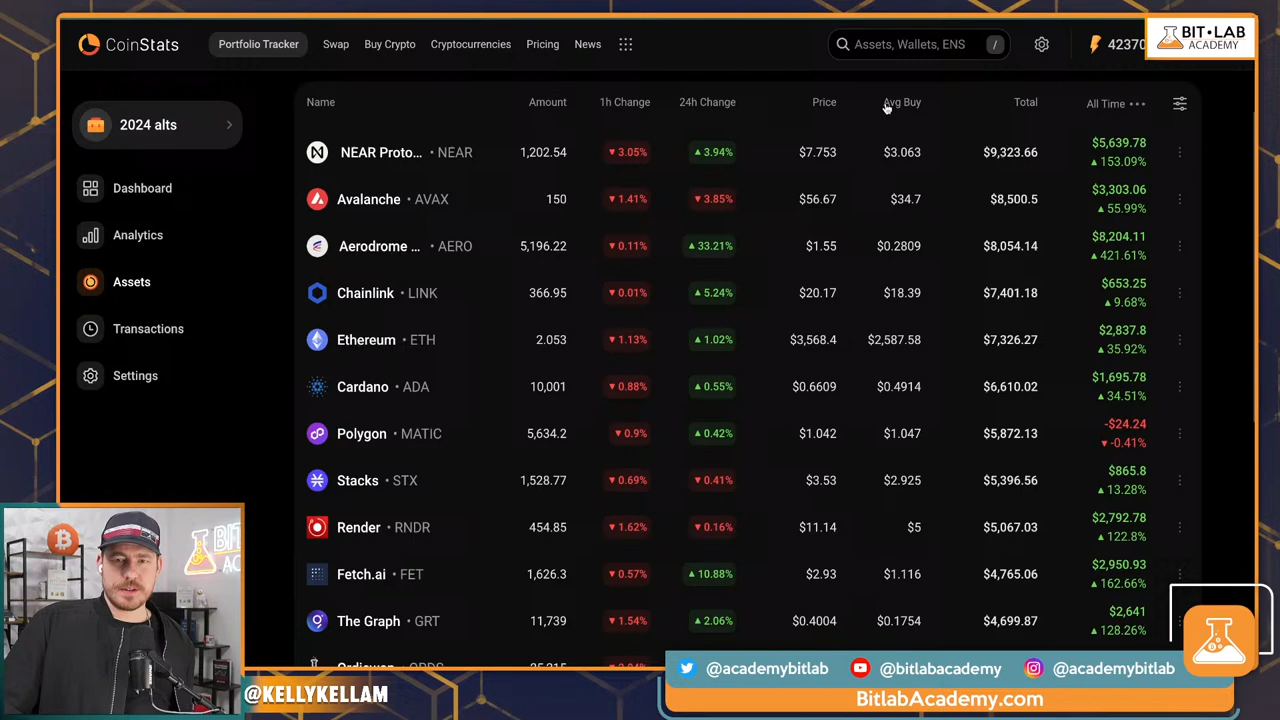 CoinStats Portfolio Tracker Swap Buy Crypto Cryptocurrencies Pricing News Assets, Wallets, ENS / 42370
BIT•LAB
ACADEMY
2024 alts
Dashboard
Analytics
Assets
Transactions
Settings
Name Amount 1h Change 24h Change Price Avg Buy Total All Time
NEAR Proto... • NEAR 1,202.54 ▼3.05% ▲3.94% $7.753 $3.063 $9,323.66 $5,639.78
▲153.09%
Avalanche • AVAX 150 ▼1.41% ▼3.85% $56.67 $34.7 $8,500.5 $3,303.06
▲55.99%
Aerodrome ... • AERO 5,196.22 ▼0.11% ▲33.21% $1.55 $0.2809 $8,054.14 $8,204.11
▲421.61%
Chainlink • LINK 366.95 ▼0.01% ▲5.24% $20.17 $18.39 $7,401.18 $653.25
▲9.68%
Ethereum • ETH 2.053 ▼1.13% ▲1.02% $3,568.4 $2,587.58 $7,326.27 $2,837.8
▲35.92%
Cardano • ADA 10,001 ▼0.88% ▲0.55% $0.6609 $0.4914 $6,610.02 $1,695.78
▲34.51%
Polygon • MATIC 5,634.2 ▼0.9% ▲0.42% $1.042 $1.047 $5,872.13 -$24.24
▼-0.41%
Stacks • STX 1,528.77 ▼0.69% ▼0.41% $3.53 $2.925 $5,396.56 $865.8
▲13.28%
Render • RNDR 454.85 ▼1.62% ▼0.16% $11.14 $5 $5,067.03 $2,792.78
▲122.8%
Fetch.ai • FET 1,626.3 ▼0.57% ▲10.88% $2.93 $1.116 $4,765.06 $2,950.93
▲162.66%
The Graph • GRT 11,739 ▼1.54% ▲2.06% $0.4004 $0.1754 $4,699.87 $2,641
▲128.26%
@academybitlab @bitlabacademy @academybitlab
@KELLYKELLAM
BitlabAcademy.com